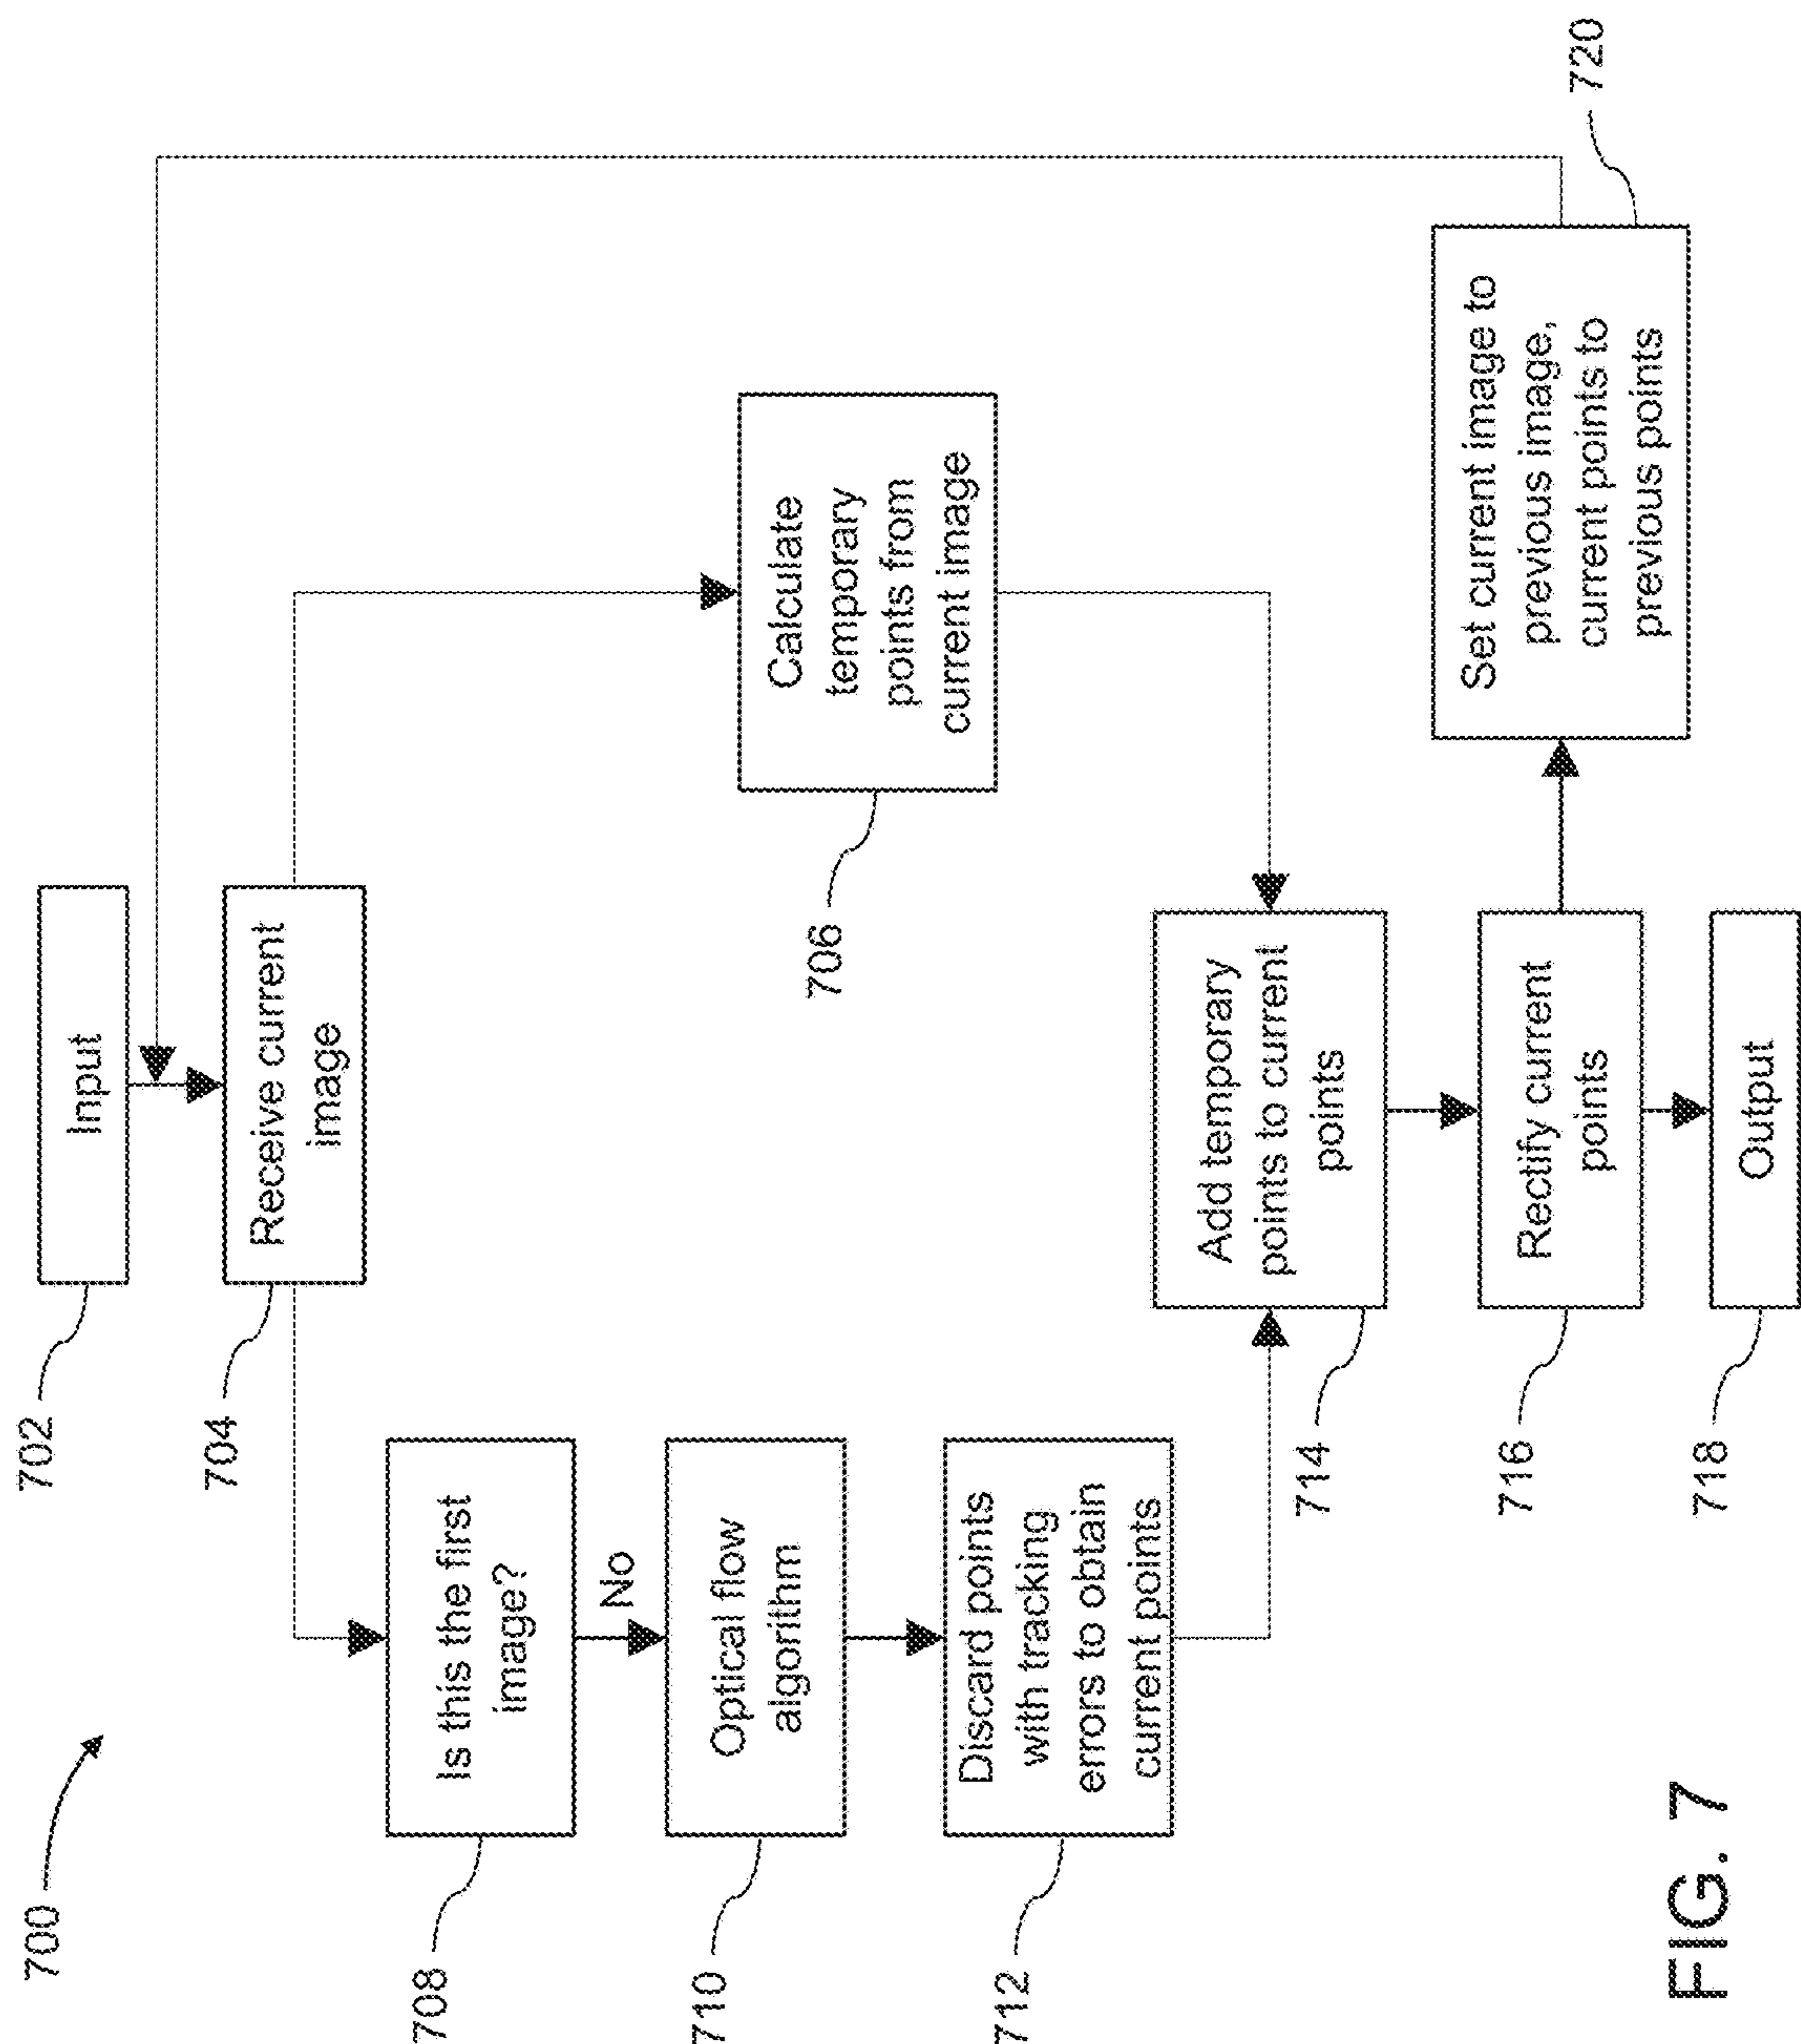 700
702
Input
704
Receive current
image
708
Is this the first
image?
No
710
Optical flow
algorithm
712
Discard points
with tracking
errors to obtain
current points
706
Calculate
temporary
points from
current image
714
Add temporary
points to current
points
716
Rectify current
points
718
Output
720
Set current image to
previous image,
current points to
previous points
FIG. 7